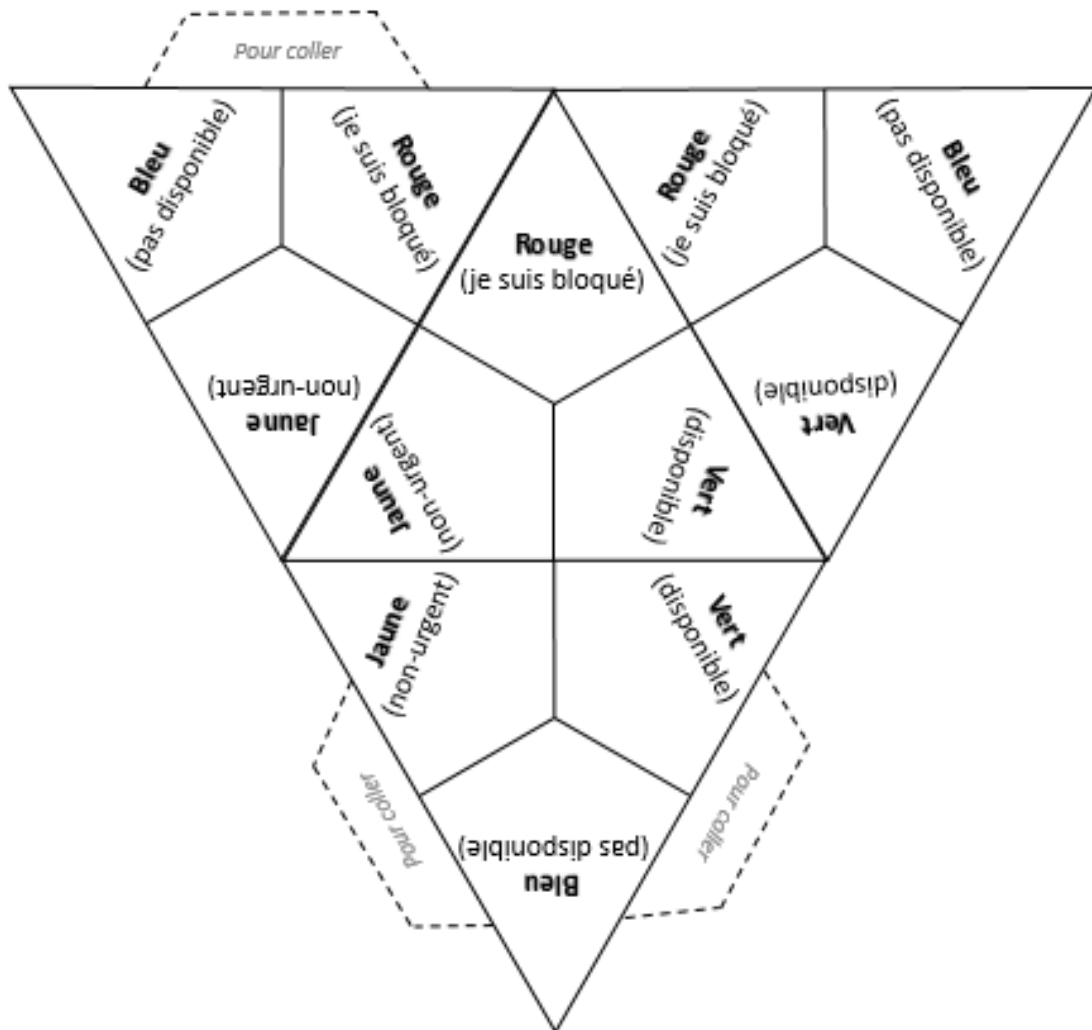 Pour coller
Bleu
(pas disponible)
Rouge
(je suis bloqué)
Rouge
(je suis bloqué)
Rouge
(je suis bloqué)
Bleu
(pas disponible)
Jaune
(non-urgent)
Jaune
(non-urgent)
Vert
(disponible)
Vert
(disponible)
Jaune
(non-urgent)
Vert
(disponible)
Pour coller
Pour coller
Bleu
(pas disponible)